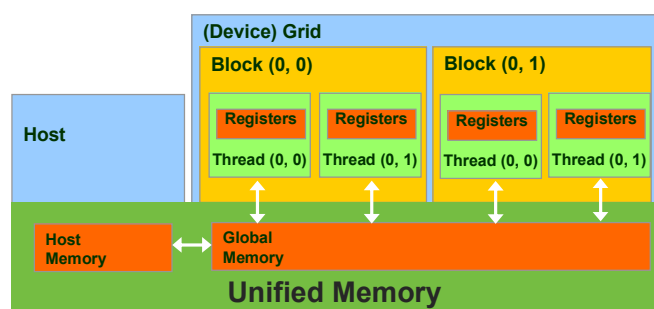 (Device) Grid
Block (0, 0)
Block (0, 1)
Host
Registers
Registers
Registers
Registers
Thread (0, 0)
Thread (0, 1)
Thread (0, 0)
Thread (0, 1)
Host
Memory
Global
Memory
Unified Memory